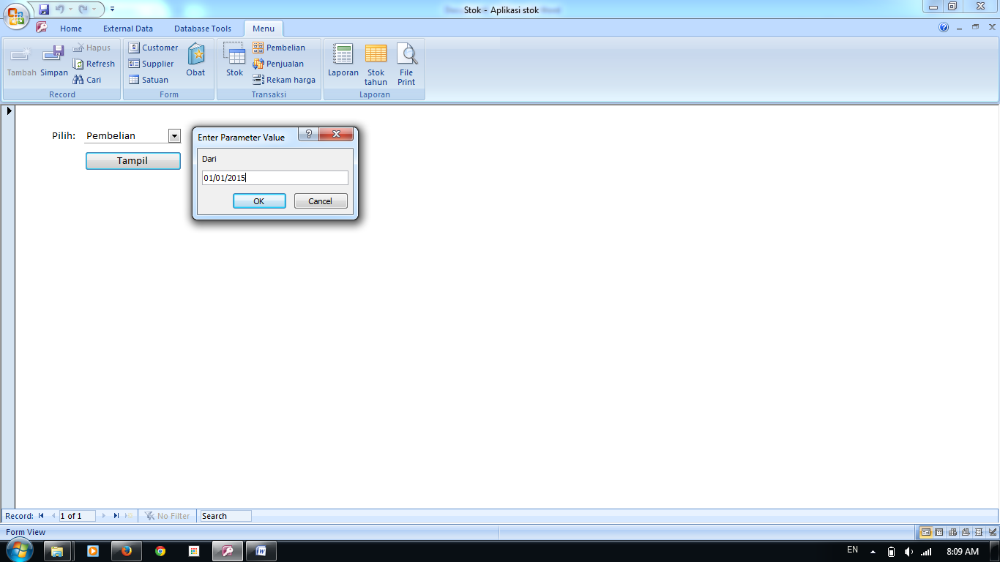 Stok - Aplikasi stok
Home External Data Database Tools Menu
Tambah Simpan Hapus Refresh Cari
Record
Customer Supplier Satuan Obat
Form
Stok Pembelian Penjualan Rekam harga
Transaksi
Laporan Stok tahun File Print
Laporan
Pilih: Pembelian
Tampil
Enter Parameter Value ?
Dari
01/01/2015
OK Cancel
Record: 1 of 1 No Filter Search
Form View
EN 8:09 AM